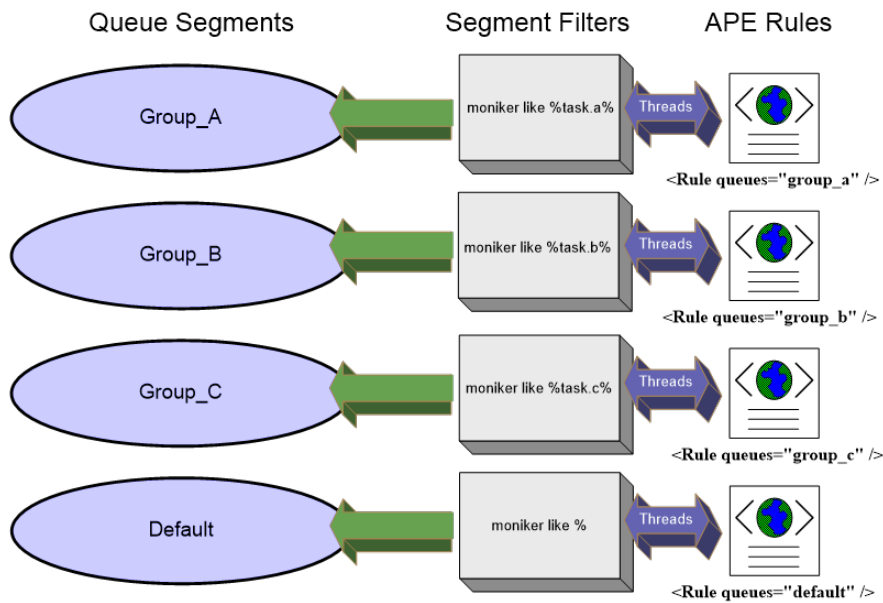 Queue Segments
Segment Filters
APE Rules
Group_A
moniker like %task.a%
Threads
<Rule queues="group_a" />
Group_B
moniker like %task.b%
Threads
<Rule queues="group_b" />
Group_C
moniker like %task.c%
Threads
<Rule queues="group_c" />
Default
moniker like %
Threads
<Rule queues="default" />